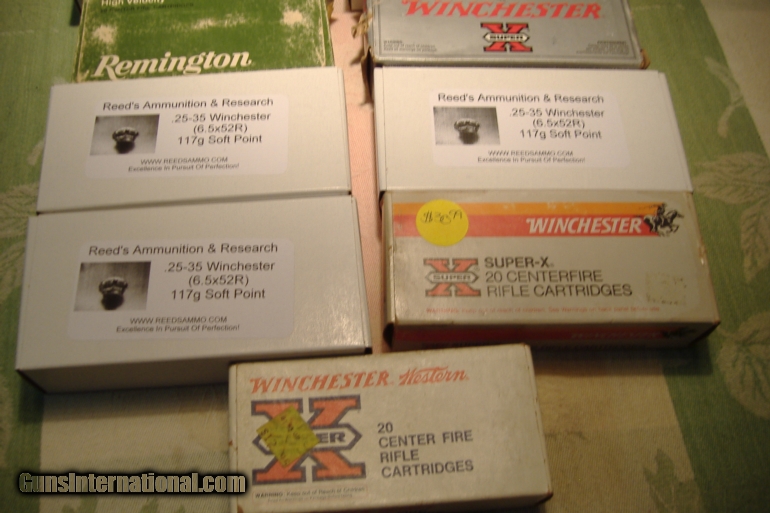 High Velocity
Remington
WINCHESTER
X
SUPER
Reed's Ammunition & Research
.25-35 Winchester
(6.5x52R)
117g Soft Point
WWW.REEDSAMMO.COM
Excellence In Pursuit Of Perfection!
Reed's Ammunition & Research
.25-35 Winchester
(6.5x52R)
117g Soft Point
WWW.REEDSAMMO.COM
Excellence In Pursuit Of Perfection!
Reed's Ammunition & Research
.25-35 Winchester
(6.5x52R)
117g Soft Point
WWW.REEDSAMMO.COM
Excellence In Pursuit Of Perfection!
WINCHESTER
SUPER-X
X
SUPER
20 CENTERFIRE
RIFLE CARTRIDGES
WINCHESTER Western
X
20
CENTER FIRE
RIFLE
CARTRIDGES
GunsInternational.com